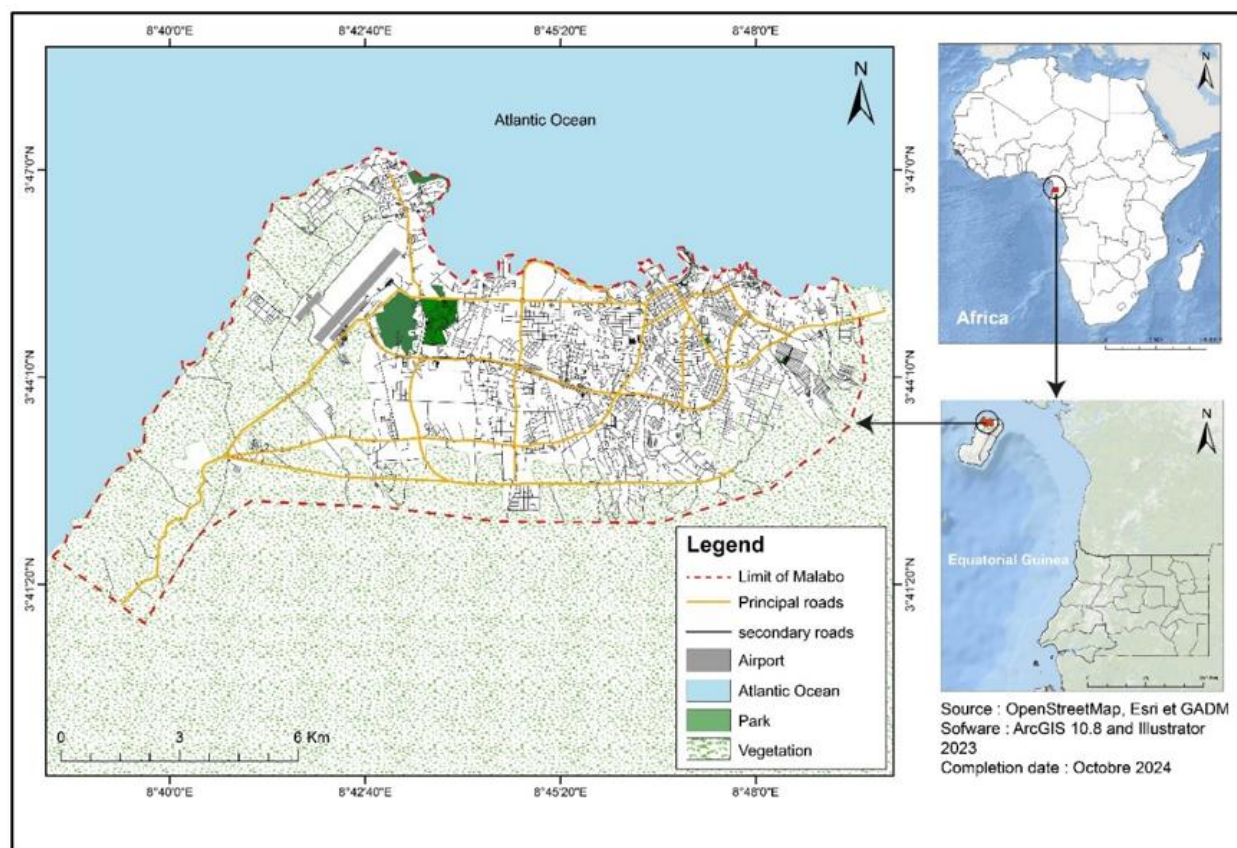 8°40'0"E 8°42'40"E 8°45'20"E 8°48'0"E
N
Atlantic Ocean
3°47'0"N 3°47'0"N
3°44'10"N 3°44'10"N
3°41'20"N 3°41'20"N
Legend
Limit of Malabo
Principal roads
secondary roads
Airport
Atlantic Ocean
Park
Vegetation
0 3 6 Km
8°40'0"E 8°42'40"E 8°45'20"E 8°48'0"E
N
Africa
N
Equatorial Guinea
Source : OpenStreetMap, Esri et GADM
Sofware : ArcGIS 10.8 and Illustrator
2023
Completion date : Octobre 2024